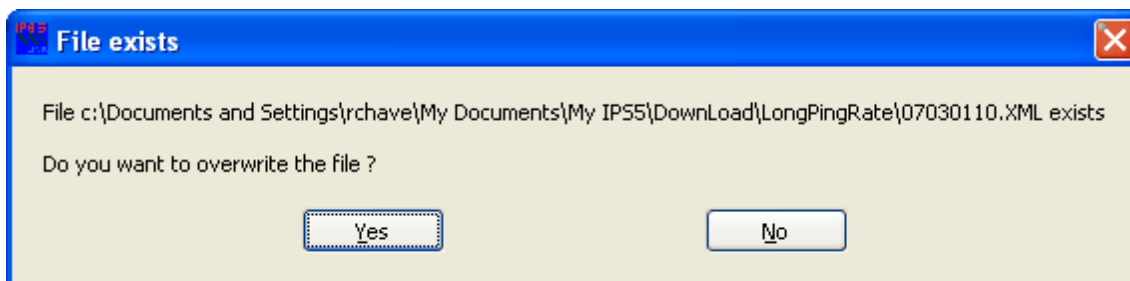 IPS5
File exists
File c:\Documents and Settings\rchave\My Documents\My IPS5\DownLoad\LongPingRate\07030110.XML exists
Do you want to overwrite the file ?
Yes
No